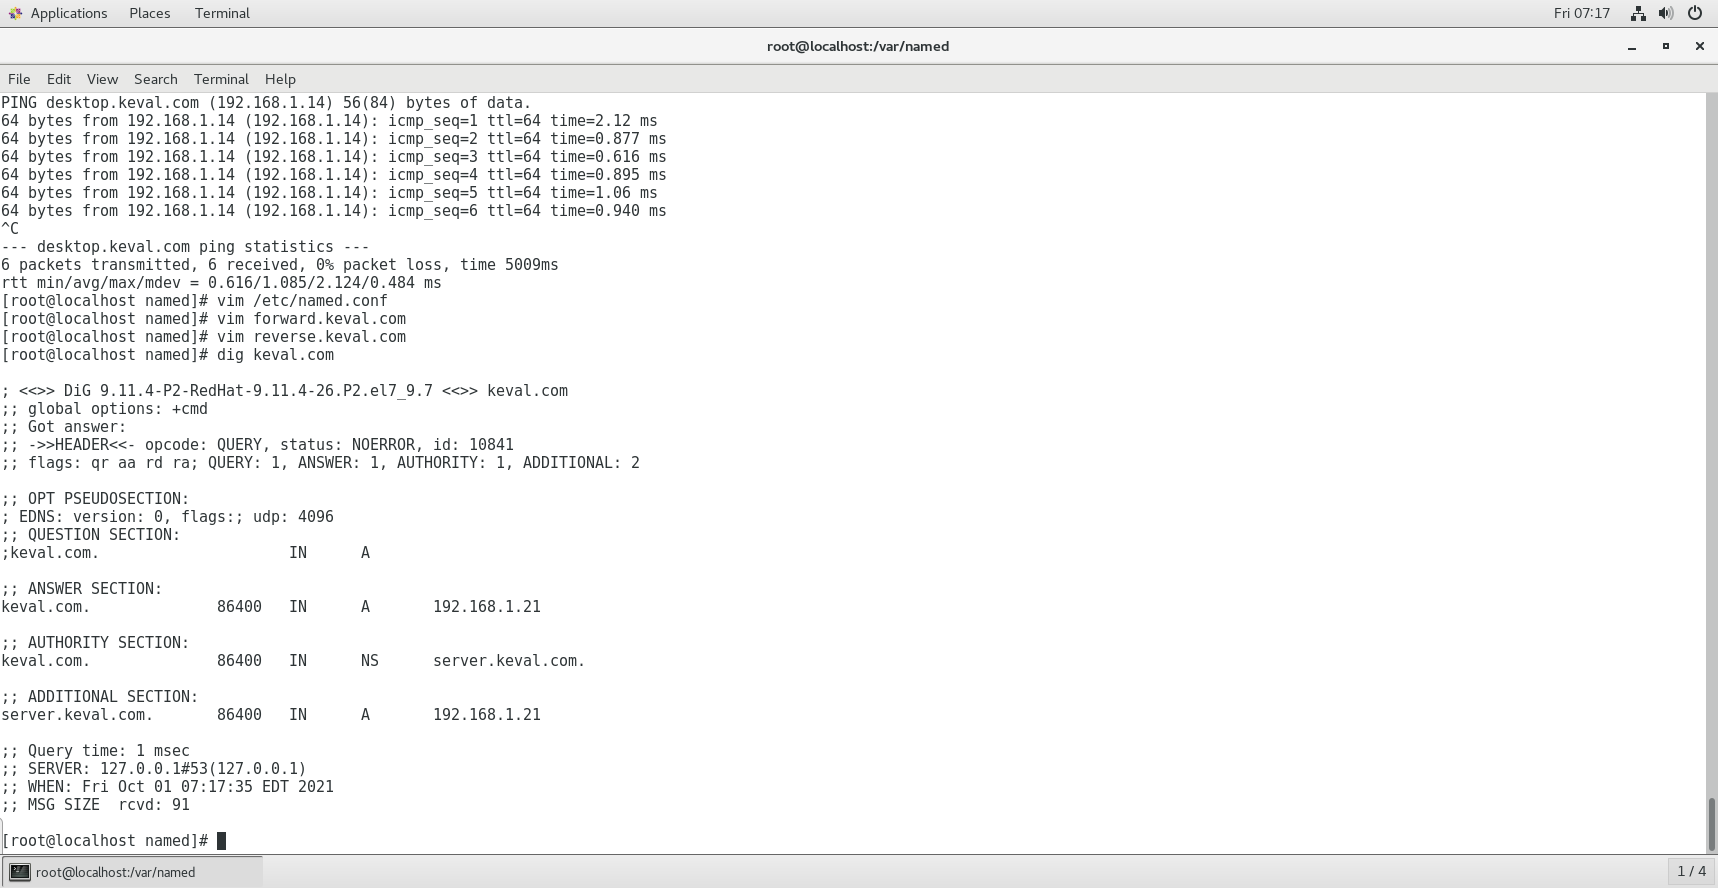 Applications Places Terminal Fri 07:17
root@localhost:/var/named
File Edit View Search Terminal Help
PING desktop.keval.com (192.168.1.14) 56(84) bytes of data.
64 bytes from 192.168.1.14 (192.168.1.14): icmp_seq=1 ttl=64 time=2.12 ms
64 bytes from 192.168.1.14 (192.168.1.14): icmp_seq=2 ttl=64 time=0.877 ms
64 bytes from 192.168.1.14 (192.168.1.14): icmp_seq=3 ttl=64 time=0.616 ms
64 bytes from 192.168.1.14 (192.168.1.14): icmp_seq=4 ttl=64 time=0.895 ms
64 bytes from 192.168.1.14 (192.168.1.14): icmp_seq=5 ttl=64 time=1.06 ms
64 bytes from 192.168.1.14 (192.168.1.14): icmp_seq=6 ttl=64 time=0.940 ms
^C
--- desktop.keval.com ping statistics ---
6 packets transmitted, 6 received, 0% packet loss, time 5009ms
rtt min/avg/max/mdev = 0.616/1.085/2.124/0.484 ms
[root@localhost named]# vim /etc/named.conf
[root@localhost named]# vim forward.keval.com
[root@localhost named]# vim reverse.keval.com
[root@localhost named]# dig keval.com

; <<>> DiG 9.11.4-P2-RedHat-9.11.4-26.P2.el7_9.7 <<>> keval.com
;; global options: +cmd
;; Got answer:
;; ->>HEADER<<- opcode: QUERY, status: NOERROR, id: 10841
;; flags: qr aa rd ra; QUERY: 1, ANSWER: 1, AUTHORITY: 1, ADDITIONAL: 2

;; OPT PSEUDOSECTION:
; EDNS: version: 0, flags:; udp: 4096
;; QUESTION SECTION:
;keval.com. IN A

;; ANSWER SECTION:
keval.com. 86400 IN A 192.168.1.21

;; AUTHORITY SECTION:
keval.com. 86400 IN NS server.keval.com.

;; ADDITIONAL SECTION:
server.keval.com. 86400 IN A 192.168.1.21

;; Query time: 1 msec
;; SERVER: 127.0.0.1#53(127.0.0.1)
;; WHEN: Fri Oct 01 07:17:35 EDT 2021
;; MSG SIZE  rcvd: 91

[root@localhost named]#
root@localhost:/var/named 1 / 4